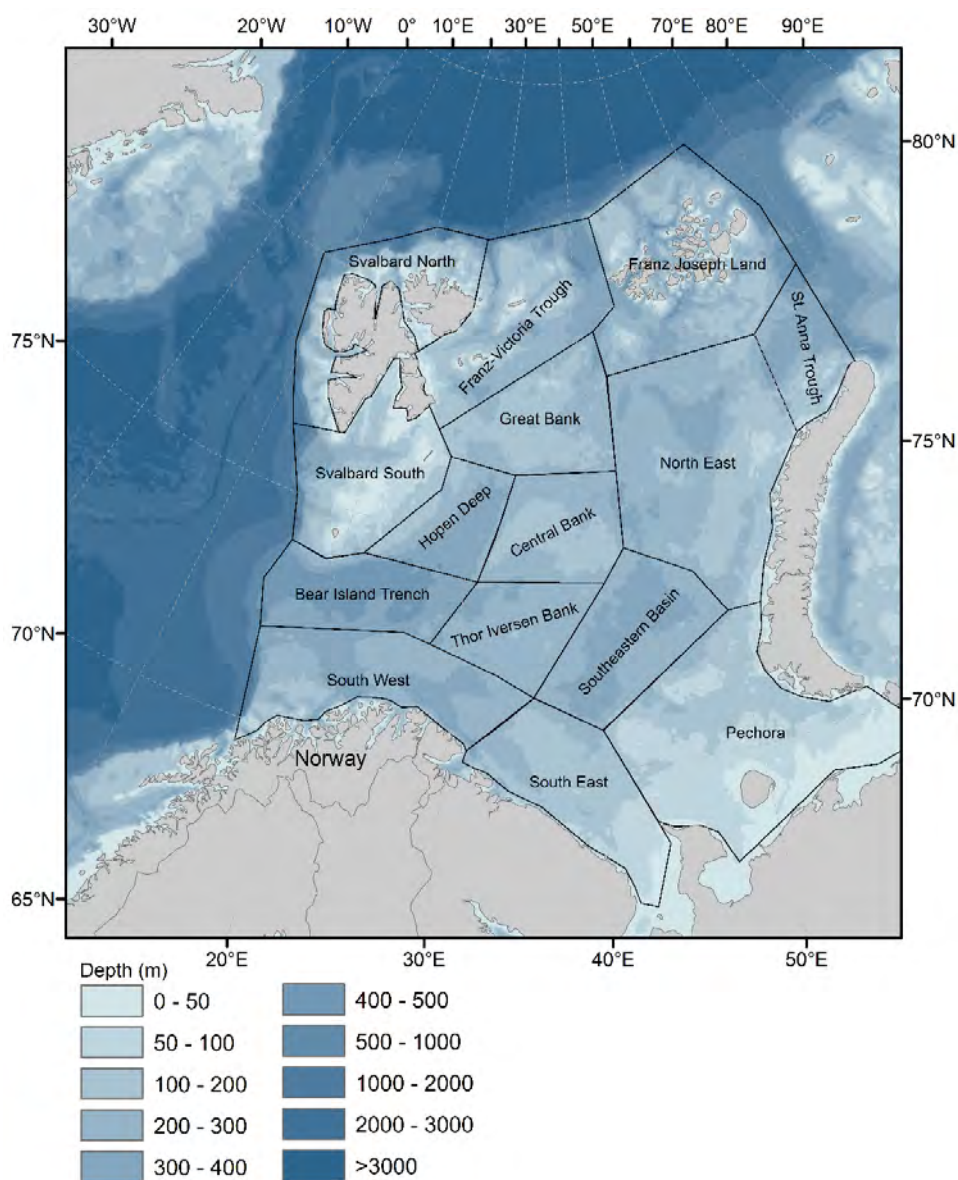 30°W 20°W 10°W 0° 10°E 30°E 50°E 70°E 80°E 90°E
80°N
Svalbard North
Franz Joseph Land
Franz-Victoria Trough
St. Anna Trough
75°N
Great Bank
75°N
North East
Svalbard South
Hopen Deep
Central Bank
Bear Island Trench
Thor Iversen Bank
Southeastern Basin
70°N
South West
70°N
Pechora
Norway
South East
65°N
20°E 30°E 40°E 50°E
Depth (m)
0 - 50
50 - 100
100 - 200
200 - 300
300 - 400
400 - 500
500 - 1000
1000 - 2000
2000 - 3000
>3000